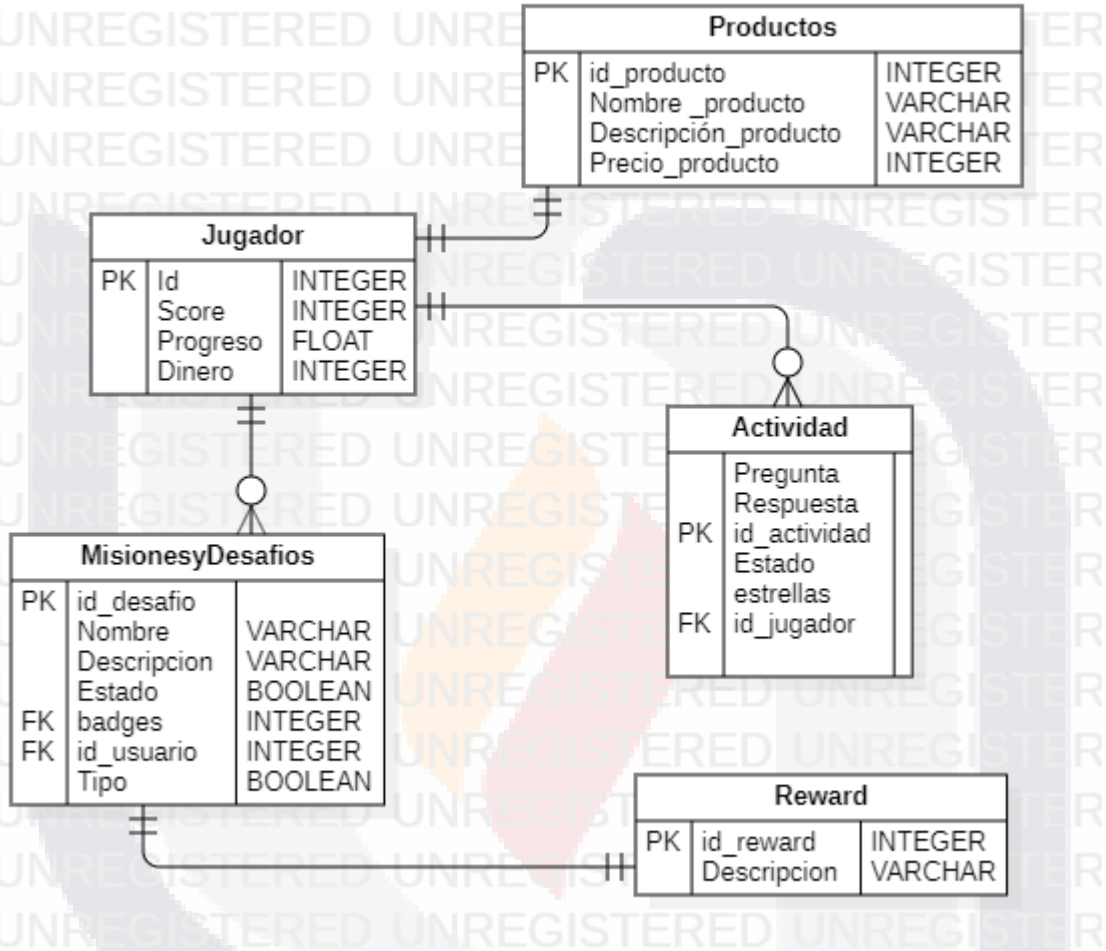 Productos
PK id_producto INTEGER
Nombre _producto VARCHAR
Descripción_producto VARCHAR
Precio_producto INTEGER
Jugador
PK Id INTEGER
Score INTEGER
Progreso FLOAT
Dinero INTEGER
Actividad
Pregunta
Respuesta
PK id_actividad
Estado
estrellas
FK id_jugador
MisionesyDesafios
PK id_desafio
Nombre VARCHAR
Descripcion VARCHAR
Estado BOOLEAN
FK badges INTEGER
FK id_usuario INTEGER
Tipo BOOLEAN
Reward
PK id_reward INTEGER
Descripcion VARCHAR
UNREGISTERED